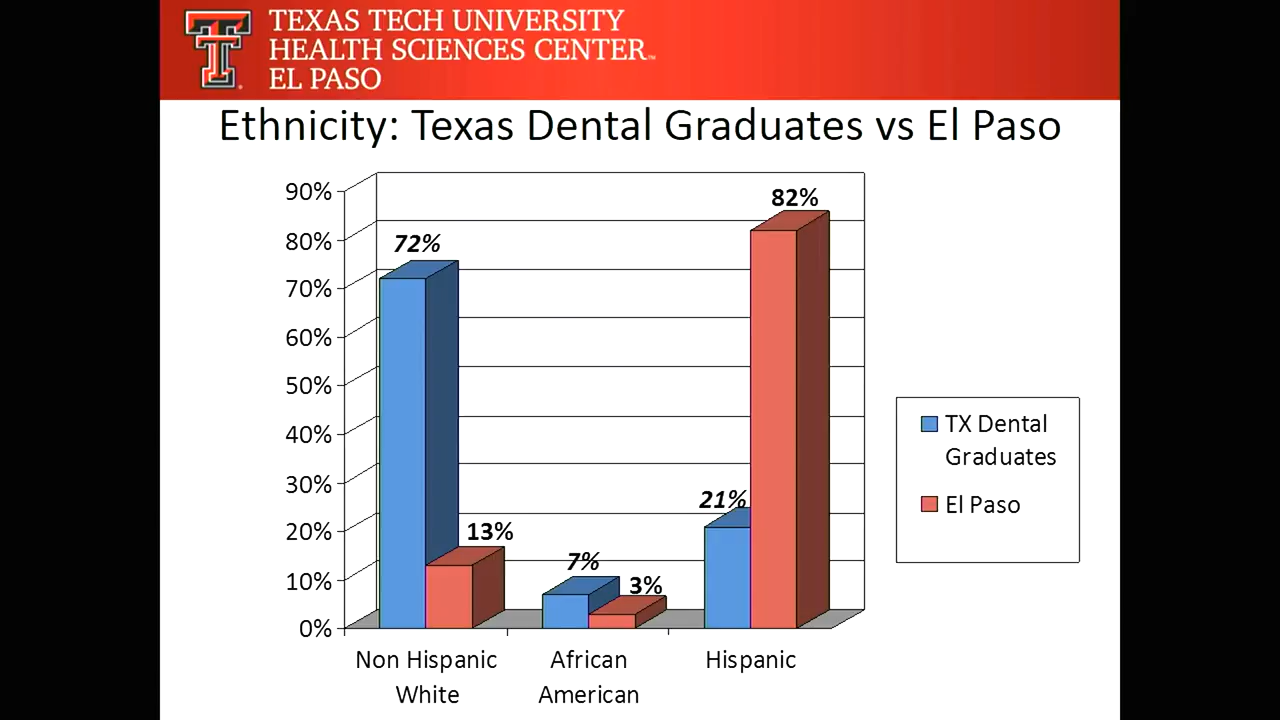 TEXAS TECH UNIVERSITY
HEALTH SCIENCES CENTER™
EL PASO
Ethnicity: Texas Dental Graduates vs El Paso
90%
80%
70%
60%
50%
40%
30%
20%
10%
0%
72%
13%
7%
3%
21%
82%
Non Hispanic
White
African
American
Hispanic
TX Dental
Graduates
El Paso